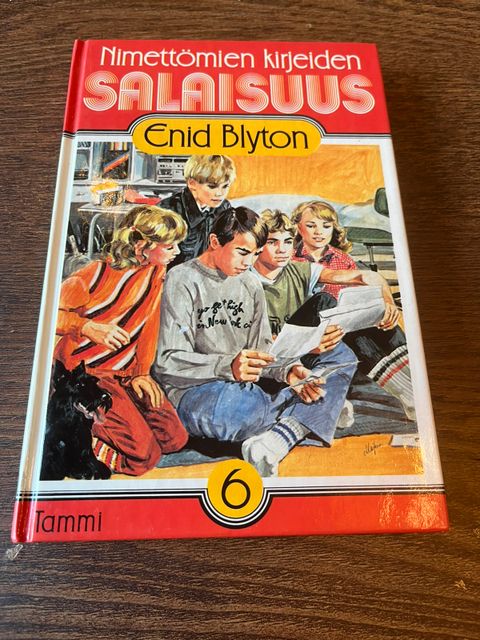 Nimettömien kirjeiden
SALAISUUS
Enid Blyton
6
Tammi